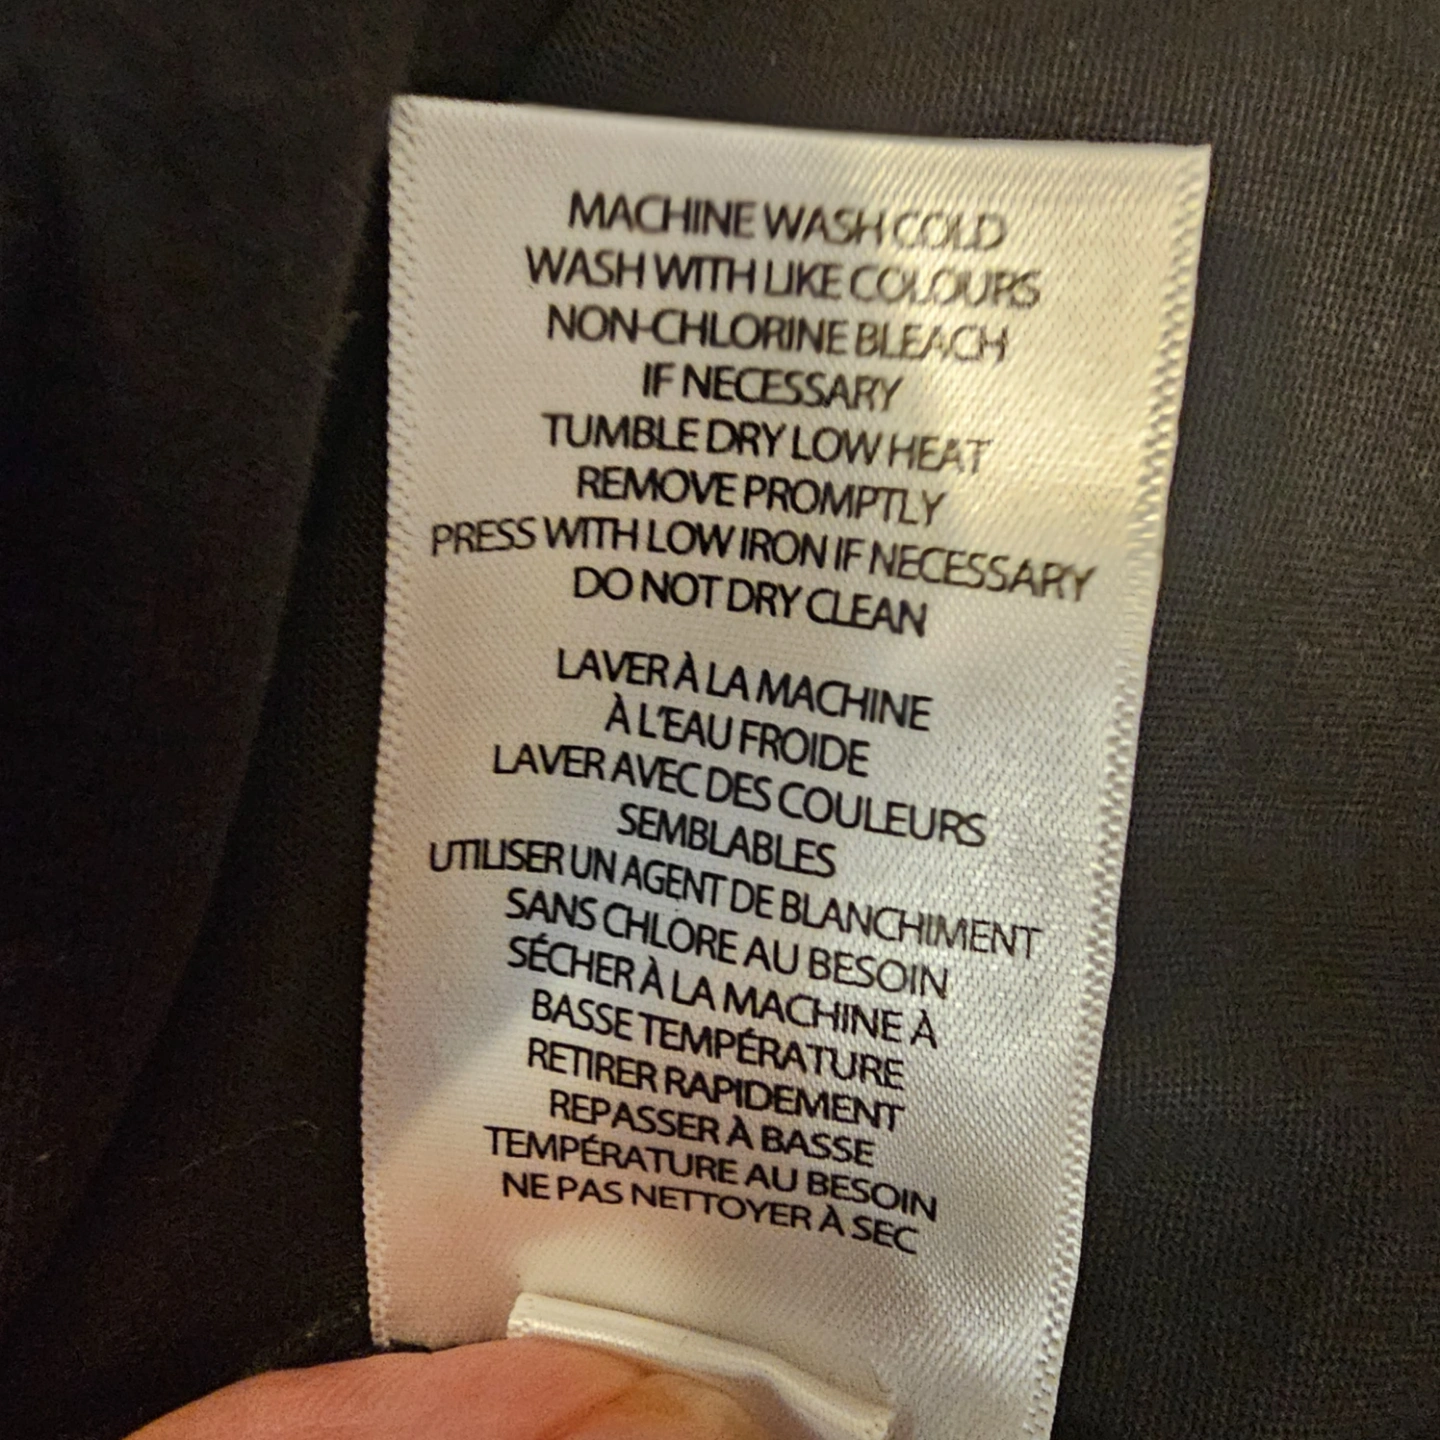 MACHINE WASH COLD
WASH WITH LIKE COLOURS
NON-CHLORINE BLEACH
IF NECESSARY
TUMBLE DRY LOW HEAT
REMOVE PROMPTLY
PRESS WITH LOW IRON IF NECESSARY
DO NOT DRY CLEAN
LAVER À LA MACHINE
À L'EAU FROIDE
LAVER AVEC DES COULEURS
SEMBLABLES
UTILISER UN AGENT DE BLANCHIMENT
SANS CHLORE AU BESOIN
SÉCHER À LA MACHINE À
BASSE TEMPÉRATURE
RETIRER RAPIDEMENT
REPASSER À BASSE
TEMPÉRATURE AU BESOIN
NE PAS NETTOYER À SEC